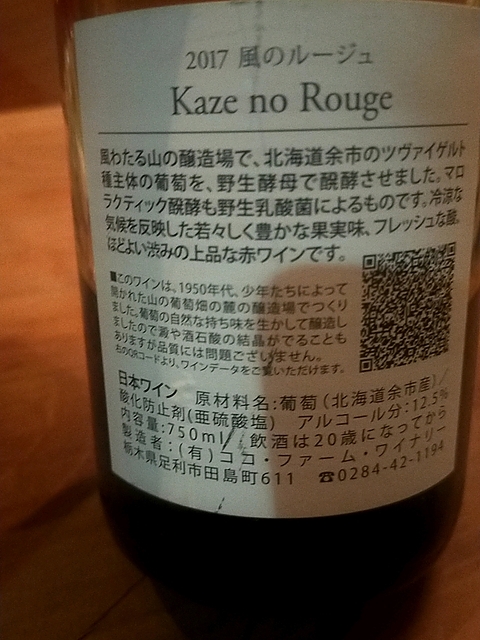 2017 風のルージュ
Kaze no Rouge
風わたる山の醸造場で、北海道余市のツヴァイゲルト
種主体の葡萄を、野生酵母で醗酵させました。マロ
ラクティック醗酵も野生乳酸菌によるものです。冷涼な
気候を反映した若々しく豊かな果実味、フレッシュな酸。
ほどよい渋みの上品な赤ワインです。
■このワインは、1950年代、少年たちによって
開かれた山の葡萄畑の麓の醸造場でつくり
ました。葡萄の自然な持ち味を生かして醸造し
ましたので澱や酒石酸の結晶がでることも
ありますが品質には問題ございません。
右のQRコードより、ワインデータをご覧いただけます。
日本ワイン 原材料名:葡萄(北海道余市産)/
酸化防止剤(亜硫酸塩) アルコール分:12.5%
内容量:750ml/飲酒は20歳になってから
製造者:(有)ココ・ファーム・ワイナリー
栃木県足利市田島町611 ☎0284-42-1194